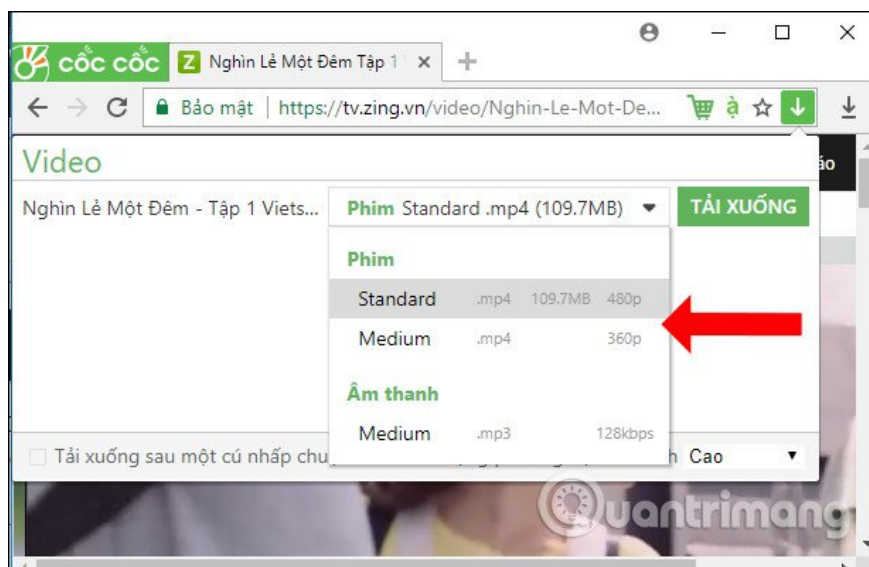 cốc cốc
Z Nghìn Lẻ Một Đêm Tập 1
Bảo mật https://tv.zing.vn/video/Nghin-Le-Mot-De... à
Video
Nghìn Lẻ Một Đêm - Tập 1 Viets... Phim Standard .mp4 (109.7MB) TẢI XUỐNG
Phim
Standard .mp4 109.7MB 480p
Medium .mp4 360p
Âm thanh
Medium .mp3 128kbps
Tải xuống sau một cú nhấp Cao
Quantrimang